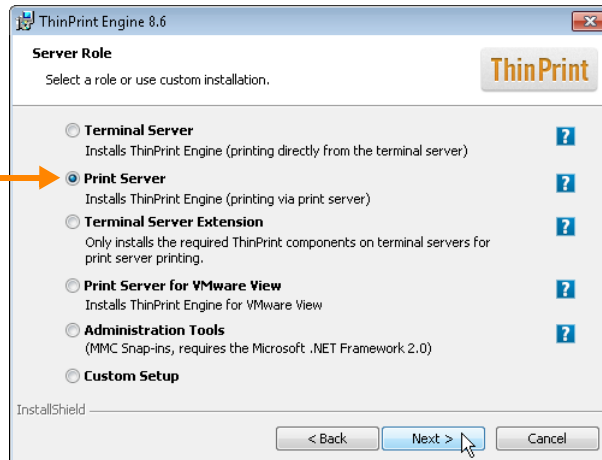 ThinPrint Engine 8.6
Server Role
Select a role or use custom installation.
ThinPrint
Terminal Server
?
Installs ThinPrint Engine (printing directly from the terminal server)
Print Server
?
Installs ThinPrint Engine (printing via print server)
Terminal Server Extension
?
Only installs the required ThinPrint components on terminal servers for
print server printing.
Print Server for VMware View
?
Installs ThinPrint Engine for VMware View
Administration Tools
?
(MMC Snap-ins, requires the Microsoft .NET Framework 2.0)
Custom Setup
InstallShield
< Back
Next >
Cancel